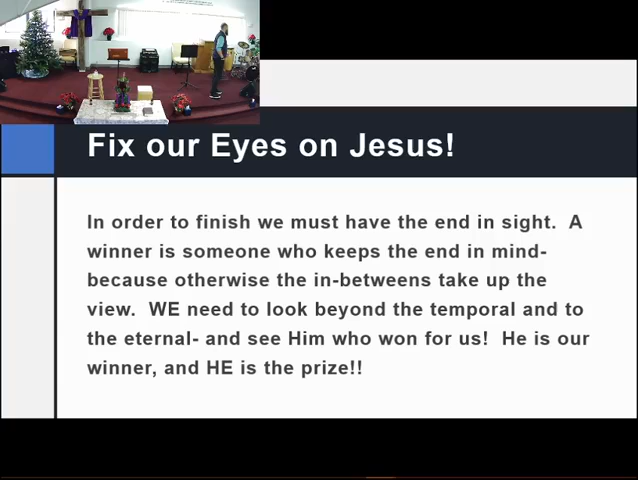 Fix our Eyes on Jesus!
In order to finish we must have the end in sight.  A
winner is someone who keeps the end in mind-
because otherwise the in-betweens take up the
view.  WE need to look beyond the temporal and to
the eternal- and see Him who won for us!  He is our
winner, and HE is the prize!!